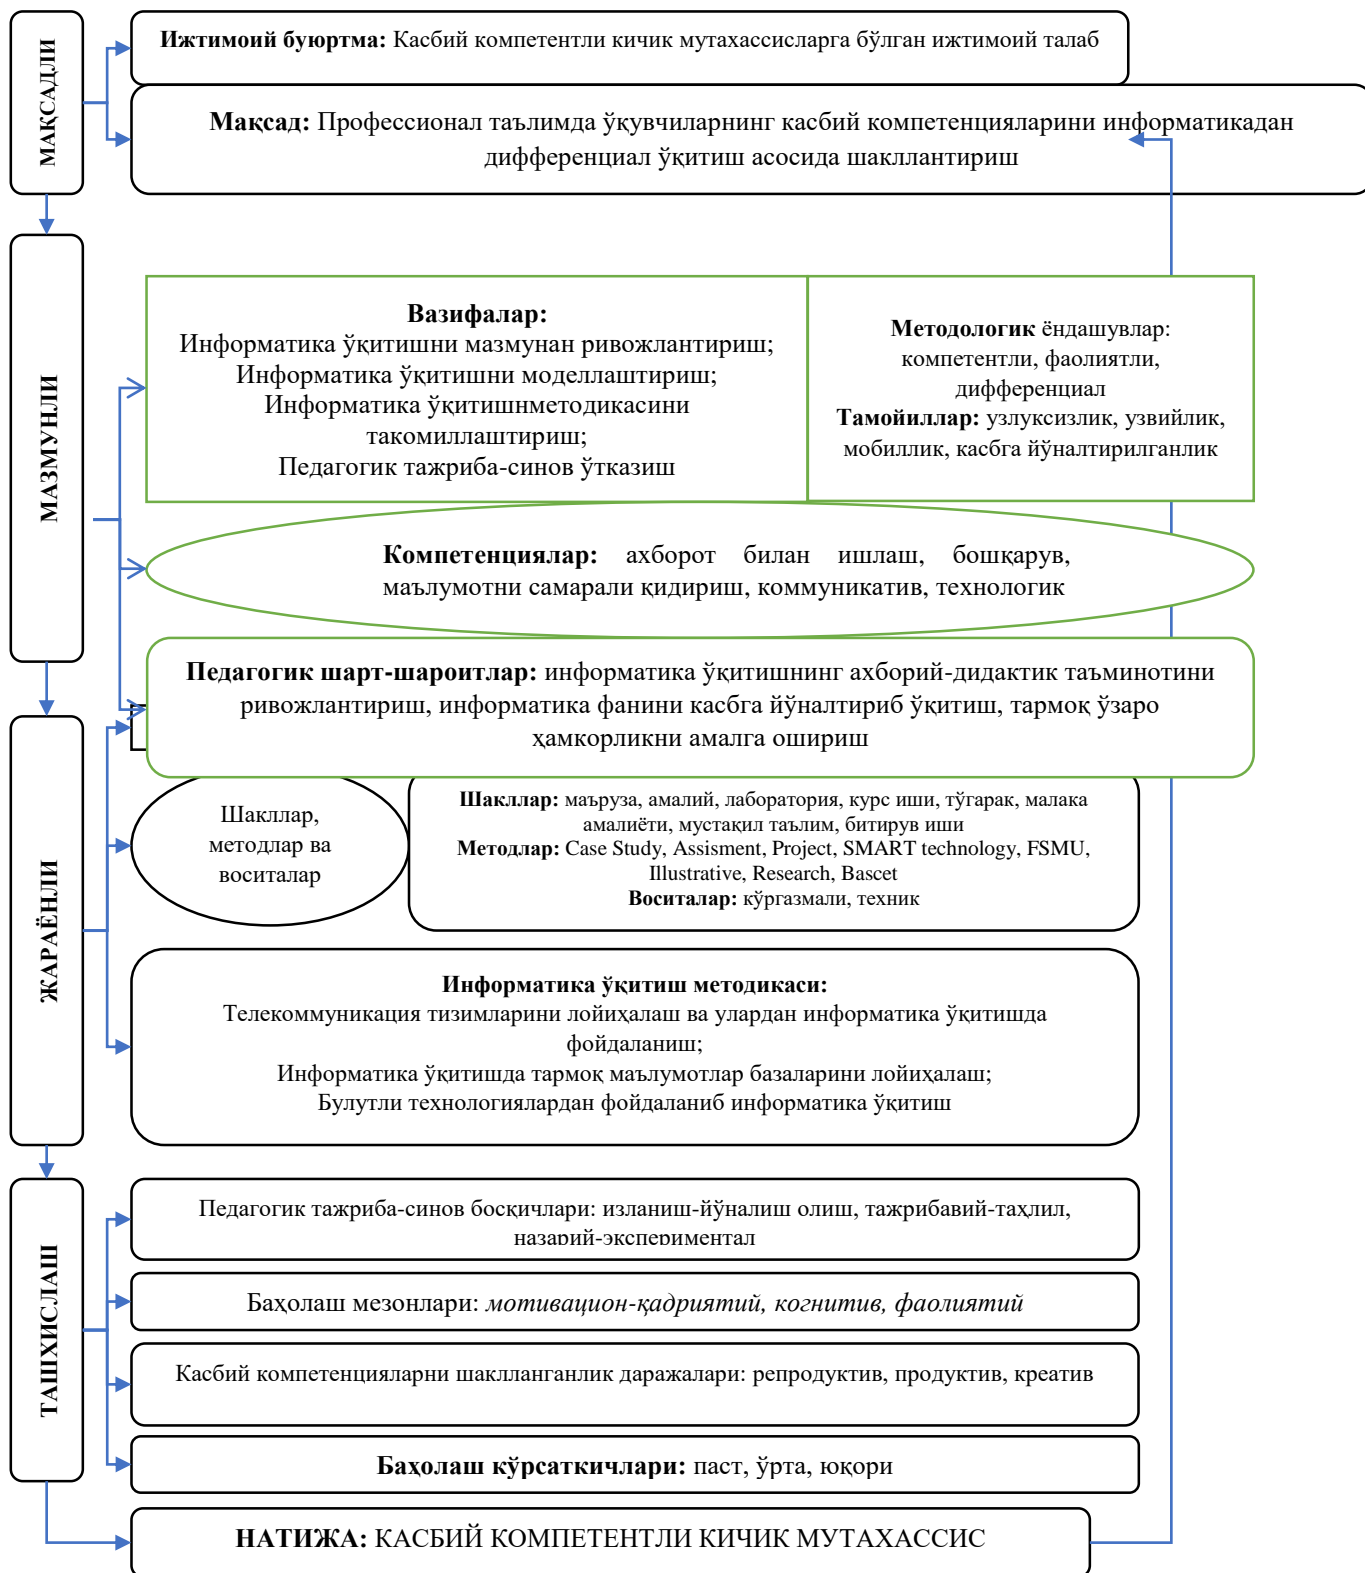 МАҚСАДЛИ
Ижтимоий буюртма: Касбий компетентли кичик мутахассисларга бўлган ижтимоий талаб
Мақсад: Профессионал таълимда ўқувчиларнинг касбий компетенцияларини информатикадан
дифференциал ўқитиш асосида шакллантириш
МАЗМУНЛИ
Вазифалар:
Информатика ўқитишни мазмунан ривожлантириш;
Информатика ўқитишни моделлаштириш;
Информатика ўқитишнметодикасини
такомиллаштириш;
Педагогик тажриба-синов ўтказиш
Методологик ёндашувлар:
компетентли, фаолиятли,
дифференциал
Тамойиллар: узлуксизлик, узвийлик,
мобиллик, касбга йўналтирилганлик
Компетенциялар: ахборот билан ишлаш, бошқарув,
маълумотни самарали қидириш, коммуникатив, технологик
Педагогик шарт-шароитлар: информатика ўқитишнинг ахборий-дидактик таъминотини
ривожлантириш, информатика фанини касбга йўналтириб ўқитиш, тармоқ ўзаро
ҳамкорликни амалга ошириш
ЖАРАЁНЛИ
Шакллар,
методлар ва
воситалар
Шакллар: маъруза, амалий, лаборатория, курс иши, тўгарак, малака
амалиёти, мустақил таълим, битирув иши
Методлар: Case Study, Assisment, Project, SMART technology, FSMU,
Illustrative, Research, Bascet
Воситалар: кўргазмали, техник
Информатика ўқитиш методикаси:
Телекоммуникация тизимларини лойиҳалаш ва улардан информатика ўқитишда
фойдаланиш;
Информатика ўқитишда тармоқ маълумотлар базаларини лойиҳалаш;
Булутли технологиялардан фойдаланиб информатика ўқитиш
ТАШХИСЛАШ
Педагогик тажриба-синов босқичлари: изланиш-йўналиш олиш, тажрибавий-таҳлил,
назарий-экспериментал
Баҳолаш мезонлари: мотивацион-қадриятий, когнитив, фаолиятий
Касбий компетенцияларни шаклланганлик даражалари: репродуктив, продуктив, креатив
Баҳолаш кўрсаткичлари: паст, ўрта, юқори
НАТИЖА: КАСБИЙ КОМПЕТЕНТЛИ КИЧИК МУТАХАССИС